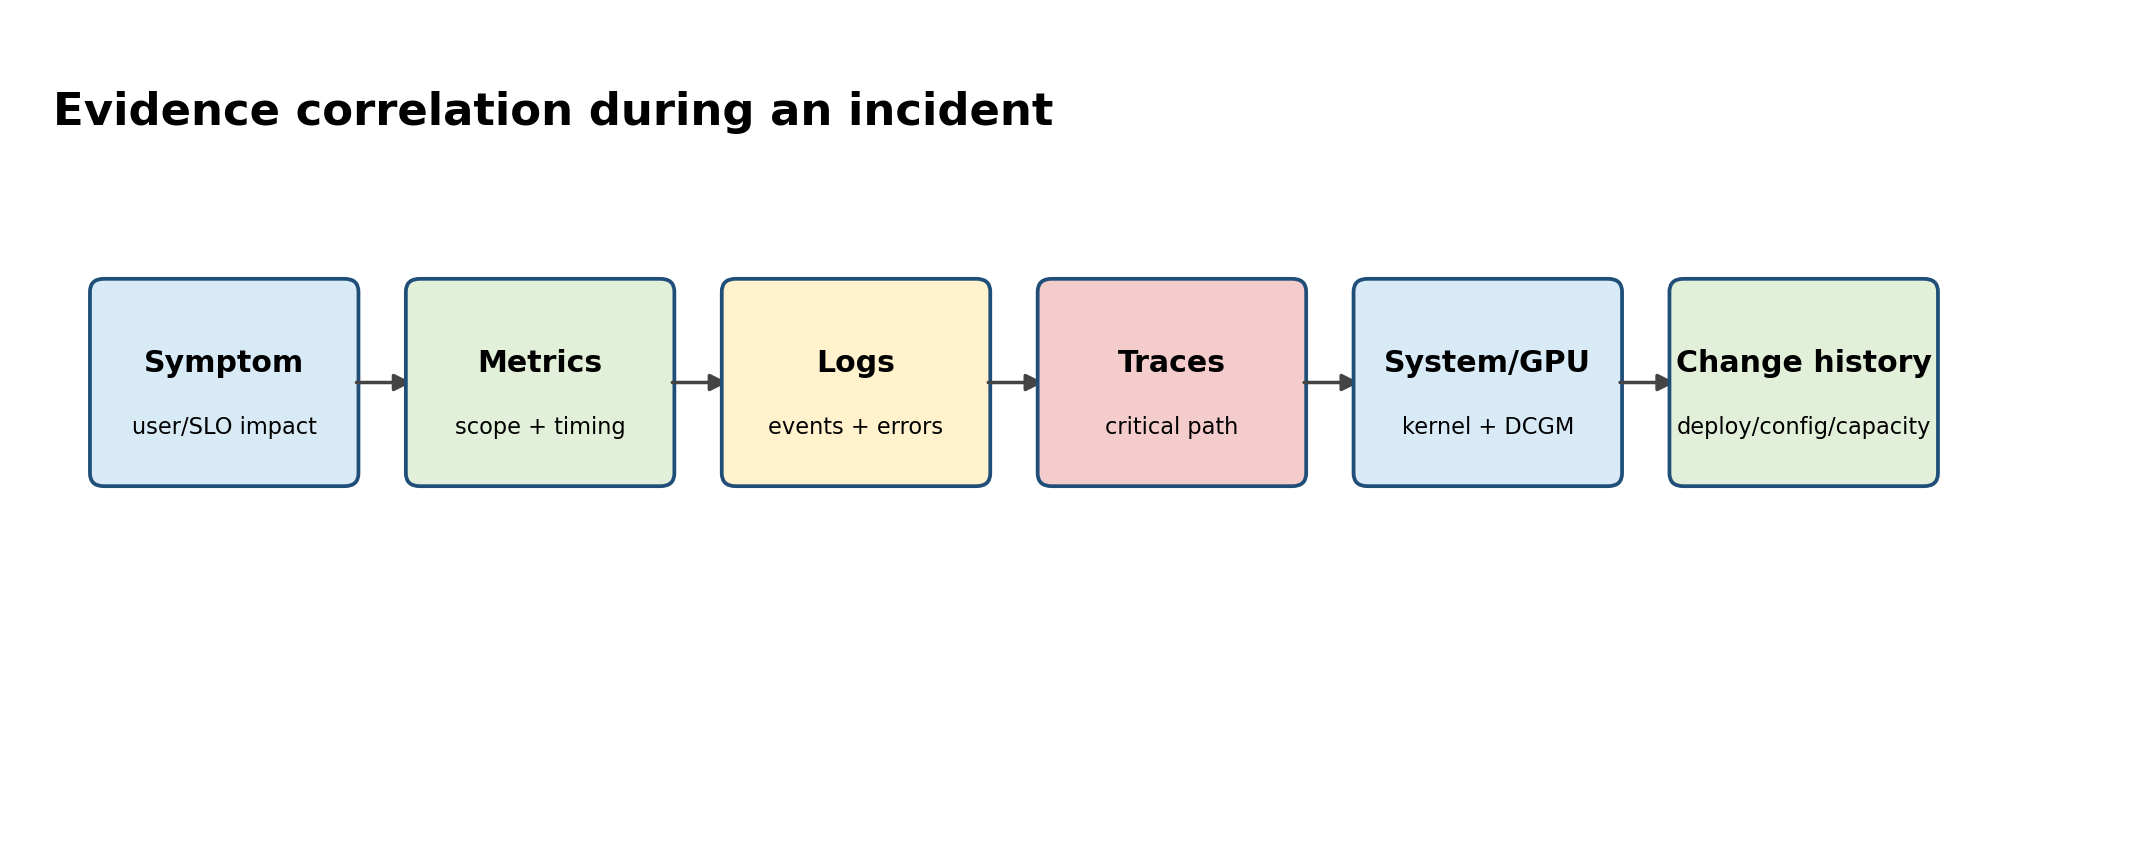 Evidence correlation during an incident
Symptom
user/SLO impact
Metrics
scope + timing
Logs
events + errors
Traces
critical path
System/GPU
kernel + DCGM
Change history
deploy/config/capacity